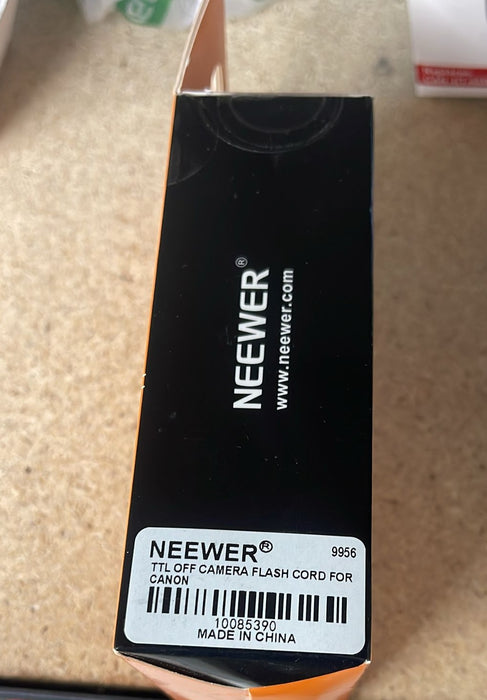 NEEWER®
www.neewer.com
NEEWER® 9956
TTL OFF CAMERA FLASH CORD FOR
CANON
10085390
MADE IN CHINA